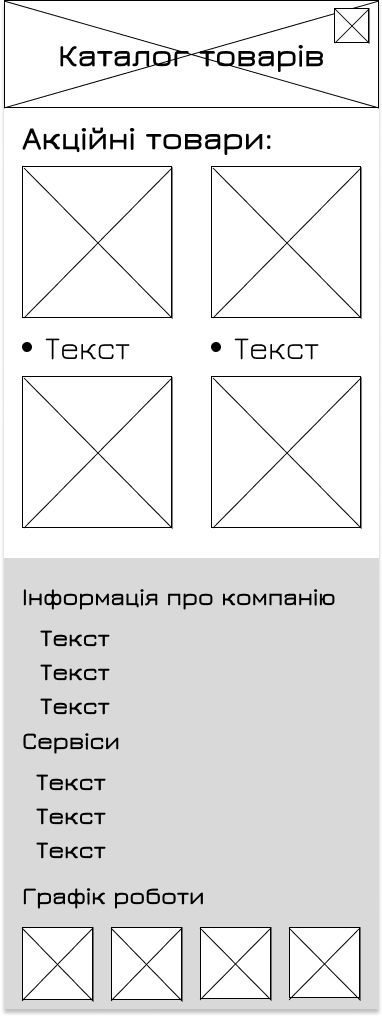 Каталог товарів
Акційні товари:
• Текст
• Текст
Інформація про компанію
Текст
Текст
Текст
Сервіси
Текст
Текст
Текст
Графік роботи